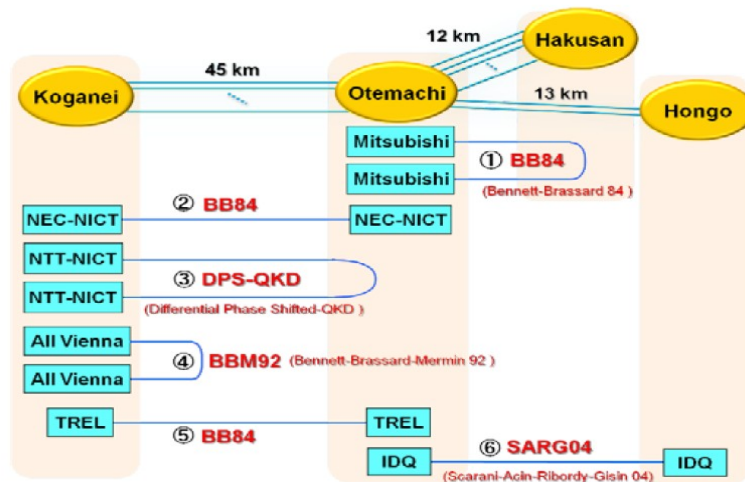 12 km
Hakusan
45 km
Koganei
Otemachi
13 km
Hongo
Mitsubishi
① BB84
Mitsubishi
(Bennett-Brassard 84 )
② BB84
NEC-NICT
NEC-NICT
NTT-NICT
③ DPS-QKD
NTT-NICT
(Differential Phase Shifted-QKD )
All Vienna
④ BBM92 (Bennett-Brassard-Mermin 92 )
All Vienna
TREL
TREL
⑤ BB84
⑥ SARG04
IDQ
IDQ
(Scarani-Acin-Ribordy-Gisin 04)